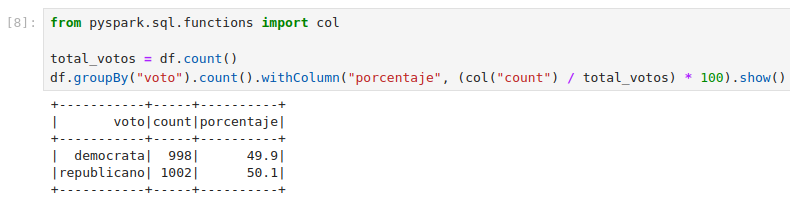 [8]: from pyspark.sql.functions import col
total_votos = df.count()
df.groupBy("voto").count().withColumn("porcentaje", (col("count") / total_votos) * 100).show()
+-----------+-----+----------+
|       voto|count|porcentaje|
+-----------+-----+----------+
|  democrata|  998|      49.9|
|republicano| 1002|      50.1|
+-----------+-----+----------+